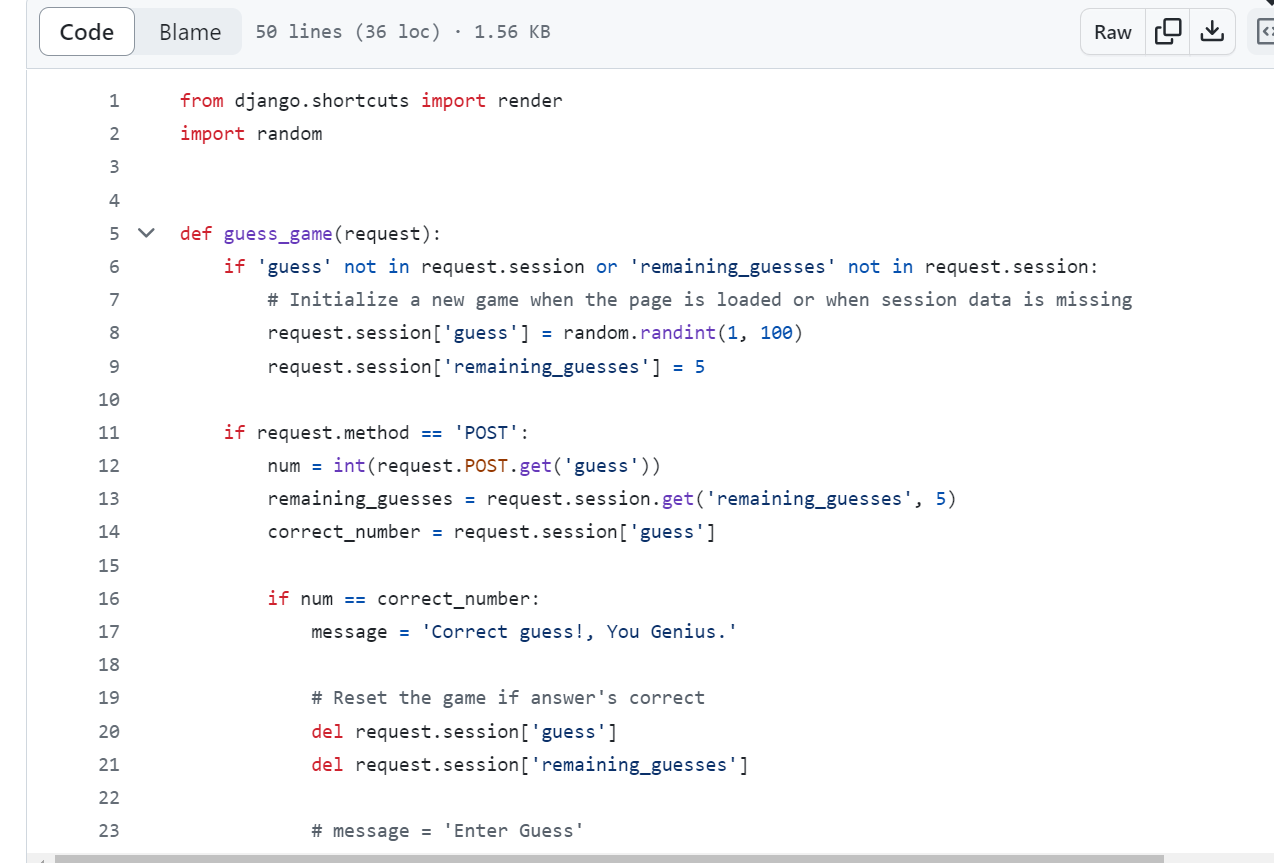 Code Blame 50 lines (36 loc) · 1.56 KB Raw
1 from django.shortcuts import render
2 import random
3
4
5 def guess_game(request):
6     if 'guess' not in request.session or 'remaining_guesses' not in request.session:
7         # Initialize a new game when the page is loaded or when session data is missing
8         request.session['guess'] = random.randint(1, 100)
9         request.session['remaining_guesses'] = 5
10
11     if request.method == 'POST':
12         num = int(request.POST.get('guess'))
13         remaining_guesses = request.session.get('remaining_guesses', 5)
14         correct_number = request.session['guess']
15
16         if num == correct_number:
17             message = 'Correct guess!, You Genius.'
18
19             # Reset the game if answer's correct
20             del request.session['guess']
21             del request.session['remaining_guesses']
22
23             # message = 'Enter Guess'